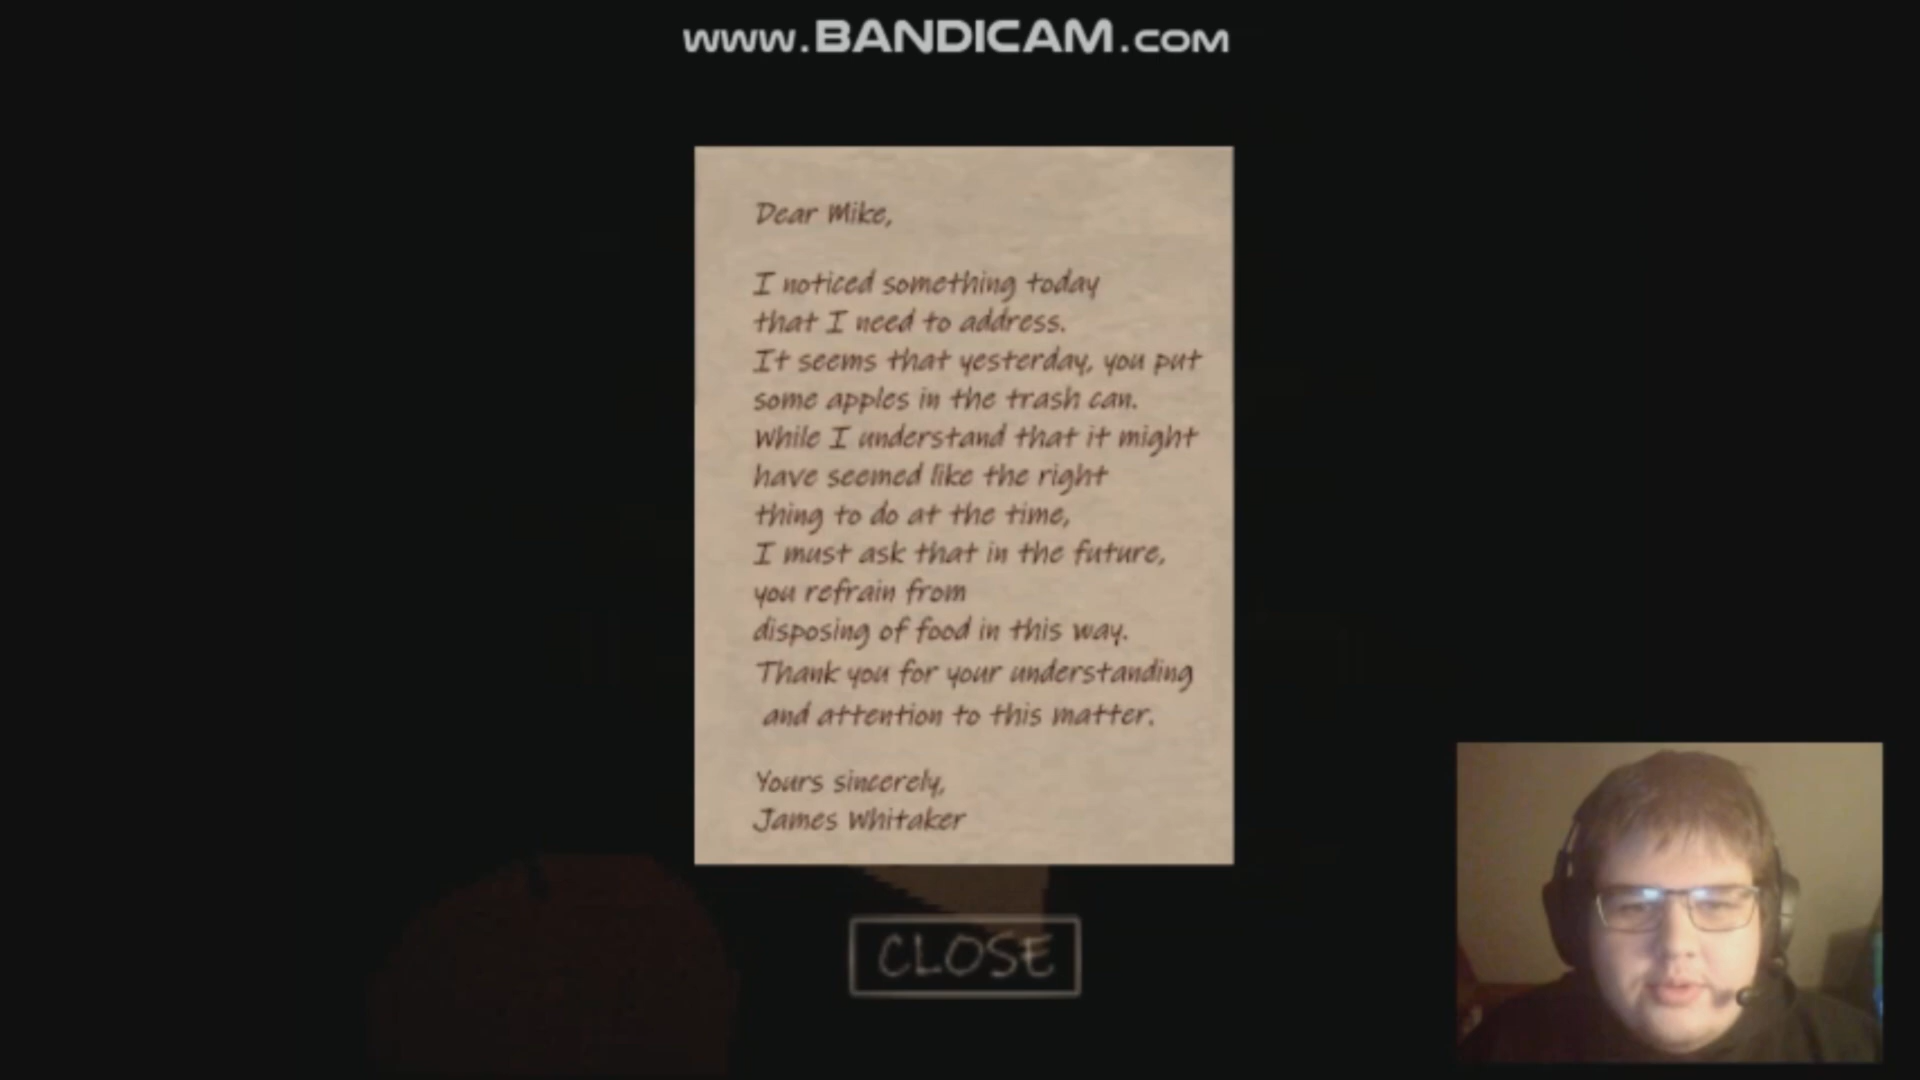 www.BANDICAM.com
Dear Mike,
I noticed something today
that I need to address.
It seems that yesterday, you put
some apples in the trash can.
While I understand that it might
have seemed like the right
thing to do at the time,
I must ask that in the future,
you refrain from
disposing of food in this way.
Thank you for your understanding
and attention to this matter.
Yours sincerely,
James Whitaker
CLOSE